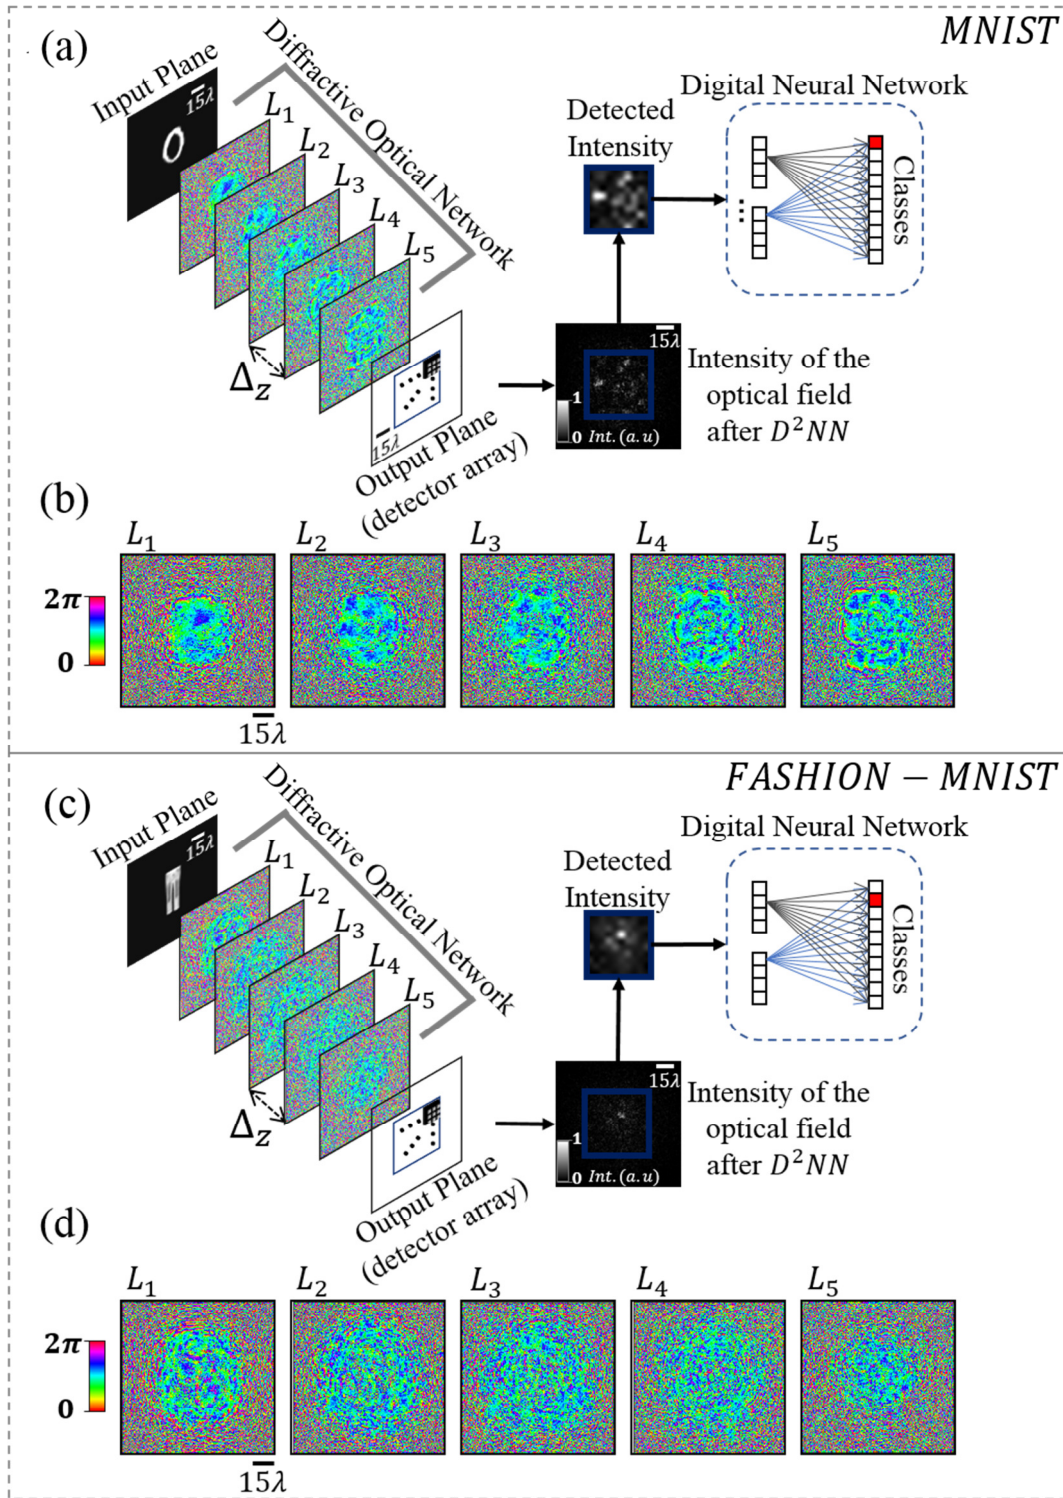 (a)
MNIST
Input Plane
15λ
Diffractive Optical Network
L₁
L₂
L₃
L₄
L₅
Δz
15λ
Output Plane
(detector array)
Detected
Intensity
Digital Neural Network
...
Classes
15λ
1
0 Int.(a.u)
Intensity of the
optical field
after D²NN
(b)
L₁ L₂ L₃ L₄ L₅
2π
0
15λ
FASHION − MNIST
(c)
Input Plane
15λ
Diffractive Optical Network
L₁
L₂
L₃
L₄
L₅
Δz
Output Plane
(detector array)
Detected
Intensity
Digital Neural Network
Classes
15λ
1
0 Int.(a.u)
Intensity of the
optical field
after D²NN
(d)
L₁ L₂ L₃ L₄ L₅
2π
0
15λ